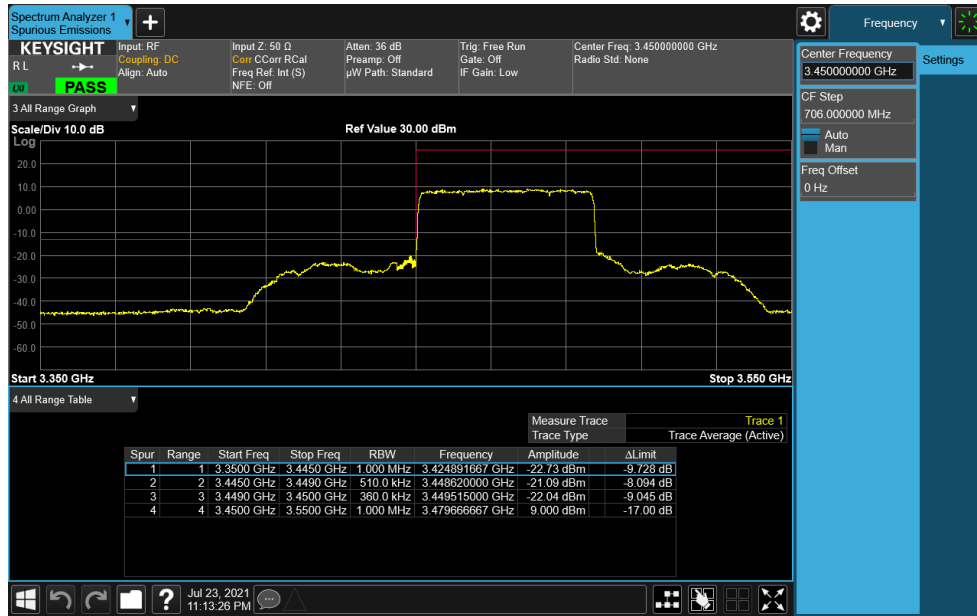 Spectrum Analyzer 1
Spurious Emissions
Frequency
KEYSIGHT
R L
LXI
PASS
Input: RF
Coupling: DC
Align: Auto
Input Z: 50 Ω
Corr CCorr RCal
Freq Ref: Int (S)
NFE: Off
Atten: 36 dB
Preamp: Off
µW Path: Standard
Trig: Free Run
Gate: Off
IF Gain: Low
Center Freq: 3.450000000 GHz
Radio Std: None
Center Frequency
3.450000000 GHz
Settings
CF Step
706.000000 MHz
Auto
Man
Freq Offset
0 Hz
3 All Range Graph
Scale/Div 10.0 dB
Ref Value 30.00 dBm
Log
20.0
10.0
0.00
-10.0
-20.0
-30.0
-40.0
-50.0
-60.0
Start 3.350 GHz
Stop 3.550 GHz
4 All Range Table
Measure Trace Trace 1
Trace Type Trace Average (Active)
Spur Range Start Freq Stop Freq RBW Frequency Amplitude ΔLimit
1 1 3.3500 GHz 3.4450 GHz 1.000 MHz 3.424891667 GHz -22.73 dBm -9.728 dB
2 2 3.4450 GHz 3.4490 GHz 510.0 kHz 3.448620000 GHz -21.09 dBm -8.094 dB
3 3 3.4490 GHz 3.4500 GHz 360.0 kHz 3.449515000 GHz -22.04 dBm -9.045 dB
4 4 3.4500 GHz 3.5500 GHz 1.000 MHz 3.479666667 GHz 9.000 dBm -17.00 dB
?
Jul 23, 2021
11:13:26 PM